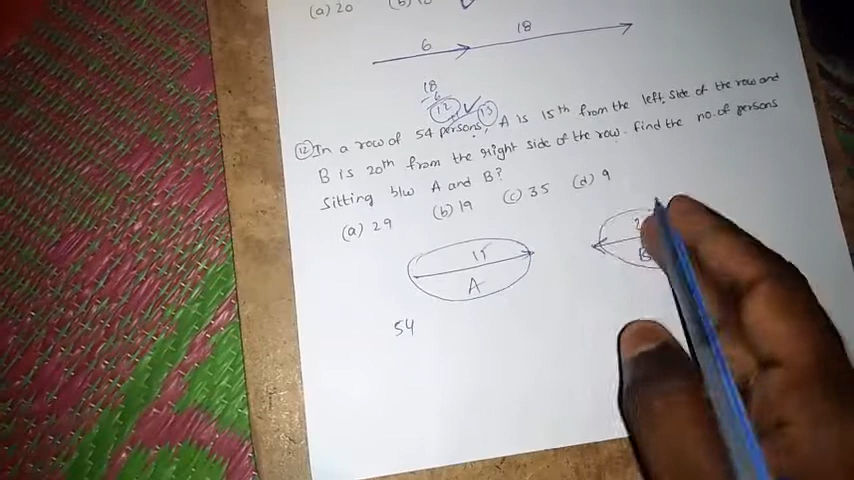 (a) 20
18
6
18
6
12
13
(12) In a row of 54 persons, A is 15th from the left side of the row and
B is 20th from the right side of the row. find the no. of persons
sitting b/w A and B?
(a) 29 (b) 19 (c) 35 (d) 9
15
A
B
54